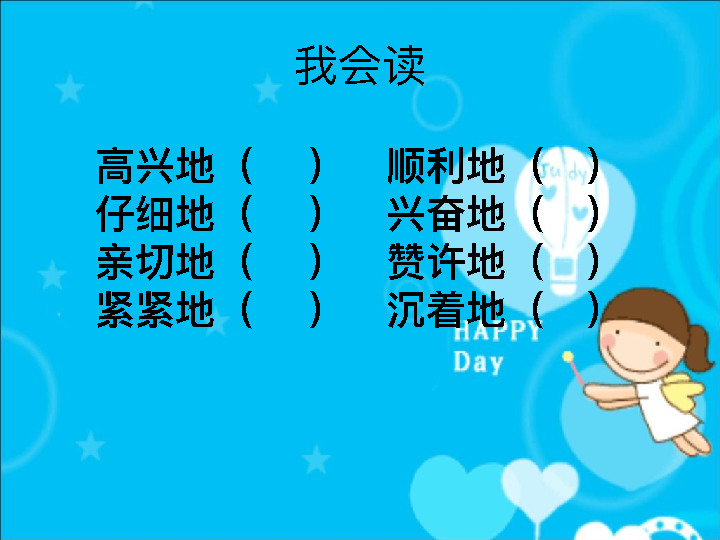 我会读
高兴地（ ） 顺利地（ ）
仔细地（ ） 兴奋地（ ）
亲切地（ ） 赞许地（ ）
紧紧地（ ） 沉着地（ ）
Judy
HAPPY
Day